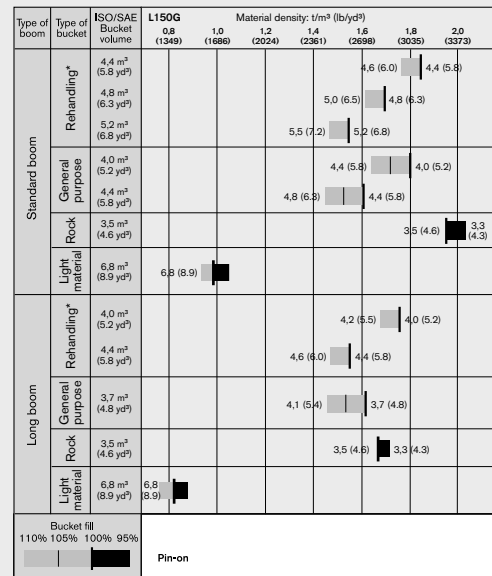 Type of boom
Type of bucket
ISO/SAE Bucket volume
L150G
Material density: t/m³ (lb/yd³)
0,8 (1349)
1,0 (1686)
1,2 (2024)
1,4 (2361)
1,6 (2698)
1,8 (3035)
2,0 (3373)
Standard boom
Rehandling*
4,4 m³ (5.8 yd³)
4,6 (6.0)
4,4 (5.8)
4,8 m³ (6.3 yd³)
5,0 (6.5)
4,8 (6.3)
5,2 m³ (6.8 yd³)
5,5 (7.2)
5,2 (6.8)
General purpose
4,0 m³ (5.2 yd³)
4,4 (5.8)
4,0 (5.2)
4,4 m³ (5.8 yd³)
4,8 (6.3)
4,4 (5.8)
Rock
3,5 m³ (4.6 yd³)
3,5 (4.6)
3,3 (4.3)
Light material
6,8 m³ (8.9 yd³)
6,8 (8.9)
Long boom
Rehandling*
4,0 m³ (5.2 yd³)
4,2 (5.5)
4,0 (5.2)
4,4 m³ (5.8 yd³)
4,6 (6.0)
4,4 (5.8)
General purpose
3,7 m³ (4.8 yd³)
4,1 (5.4)
3,7 (4.8)
Rock
3,5 m³ (4.6 yd³)
3,5 (4.6)
3,3 (4.3)
Light material
6,8 m³ (8.9 yd³)
6,8 (8.9)
Bucket fill
110% 105% 100% 95%
Pin-on